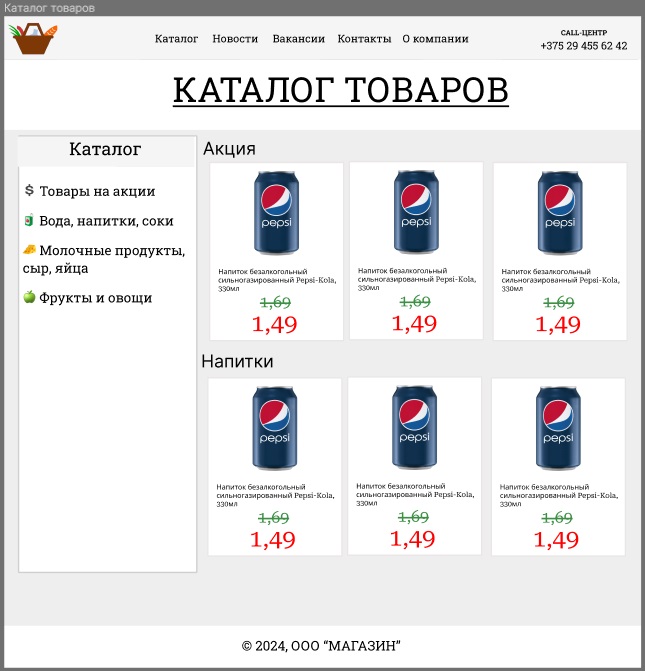 Каталог товаров
Каталог Новости Вакансии Контакты О компании
CALL-ЦЕНТР
+375 29 455 62 42
КАТАЛОГ ТОВАРОВ
Каталог
Товары на акции
Вода, напитки, соки
Молочные продукты,
сыр, яйца
Фрукты и овощи
Акция
pepsi
Напиток безалкогольный
сильногазированный Pepsi-Kola,
330мл
1,69
1,49
pepsi
Напиток безалкогольный
сильногазированный Pepsi-Kola,
330мл
1,69
1,49
pepsi
Напиток безалкогольный
сильногазированный Pepsi-Kola,
330мл
1,69
1,49
Напитки
pepsi
Напиток безалкогольный
сильногазированный Pepsi-Kola,
330мл
1,69
1,49
pepsi
Напиток безалкогольный
сильногазированный Pepsi-Kola,
330мл
1,69
1,49
pepsi
Напиток безалкогольный
сильногазированный Pepsi-Kola,
330мл
1,69
1,49
© 2024, ООО “МАГАЗИН”